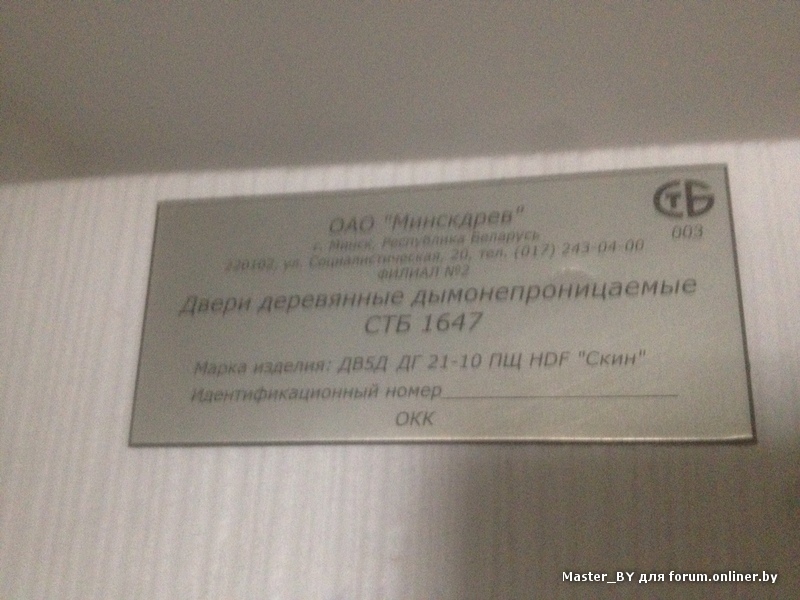 СТБ
003
ОАО "Минскдрев"
г. Минск, Республика Беларусь
220102, ул. Социалистическая, 20, тел. (017) 243-04-00
ФИЛИАЛ №2
Двери деревянные дымонепроницаемые
СТБ 1647
Марка изделия: ДВ5Д ДГ 21-10 ПЩ HDF "Скин"
Идентификационный номер____________________
ОКК
Master_BY для forum.onliner.by